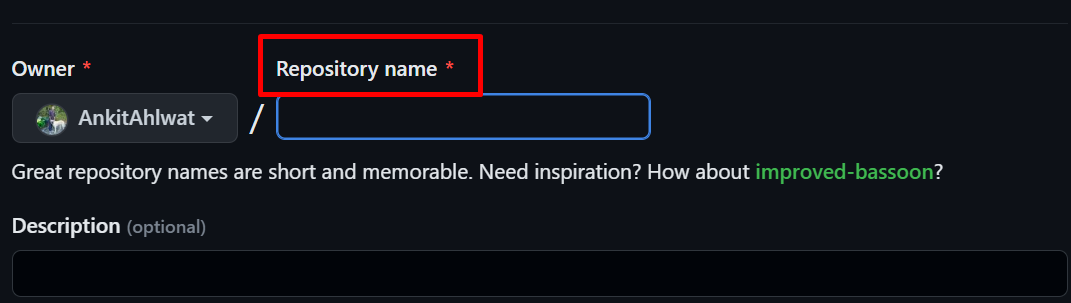 Owner * Repository name *
AnkitAhlwat /
Great repository names are short and memorable. Need inspiration? How about improved-bassoon?
Description (optional)